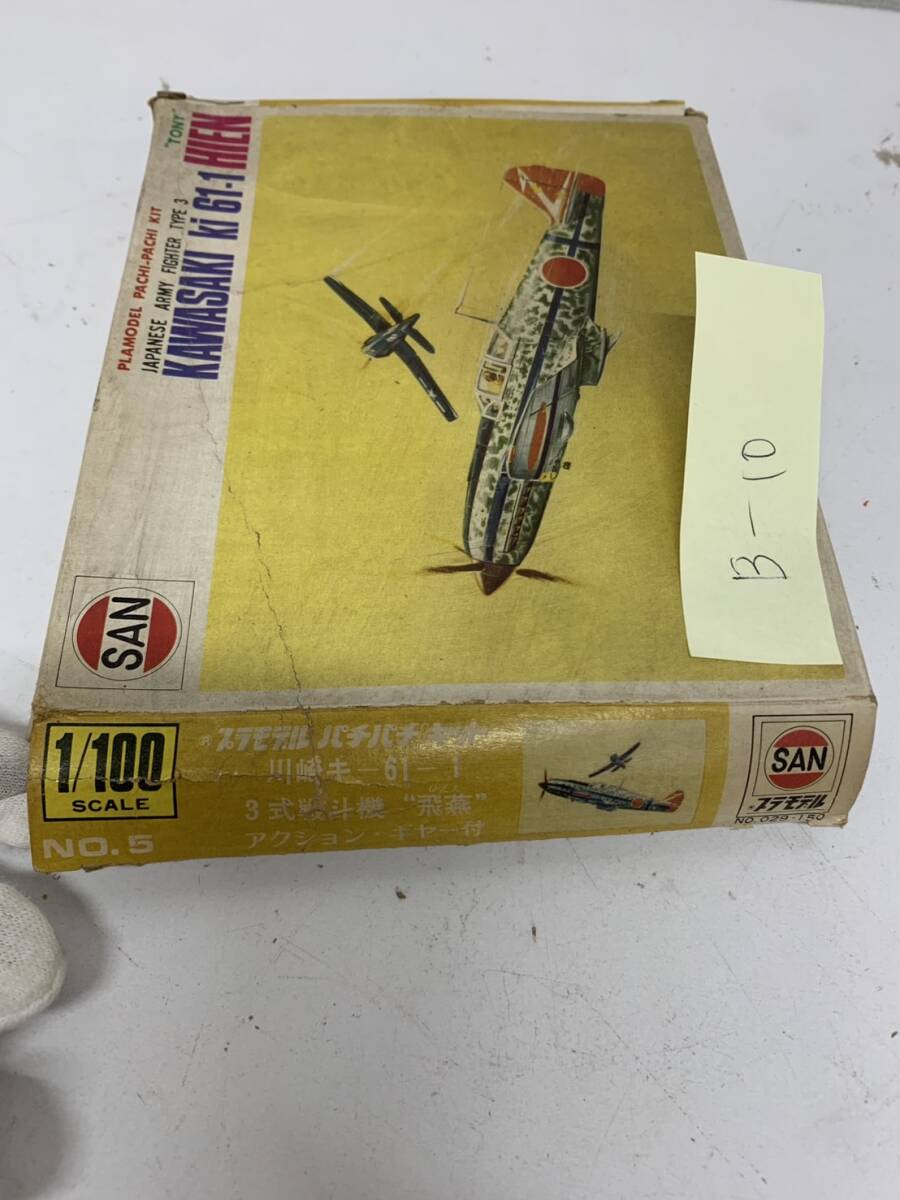 PLAMODEL PACHI-PACHI KIT
JAPANESE ARMY FIGHTER TYPE 3 "TONY"
KAWASAKI ki 61-1 HIEN
SAN
B-10
1/100
SCALE
NO.5
プラモデル パチパチ キット
川崎キ-61-1
3式戦斗機 "飛燕"
アクション・ギヤー付
SAN
プラモデル
NO. 029-150